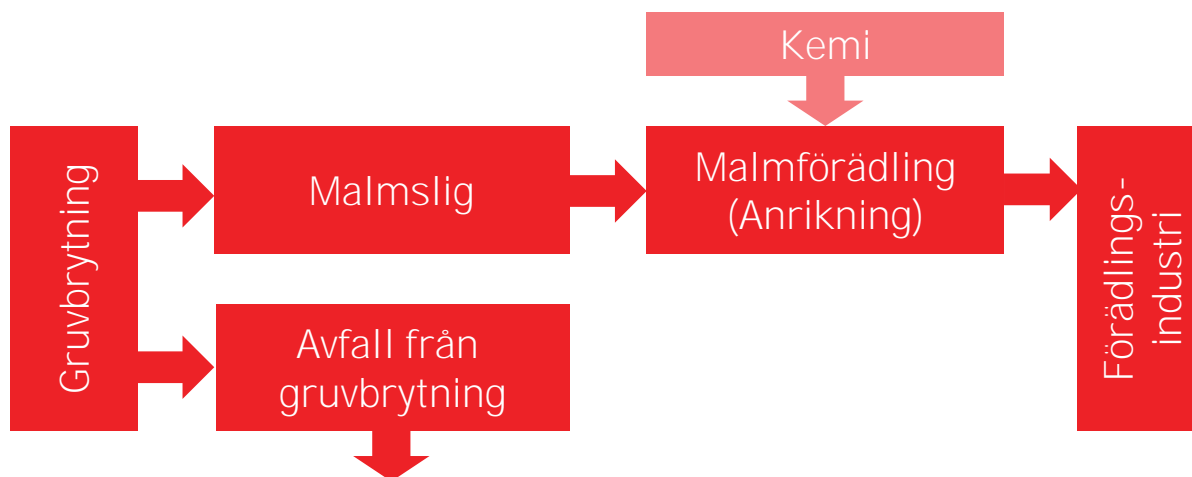 Kemi
Gruvbrytning
Malmslig
Malmförädling
(Anrikning)
Förädlings-
industri
Avfall från
gruvbrytning